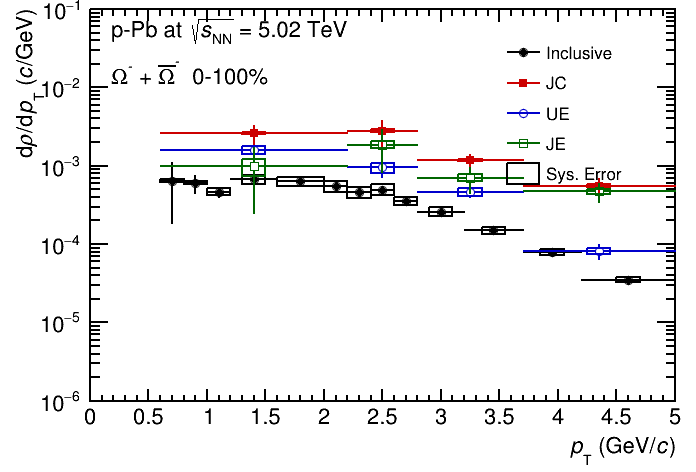 dρ/dp_T (c/GeV)
10^-1
10^-2
10^-3
10^-4
10^-5
10^-6
p-Pb at √s_NN = 5.02 TeV
Ω^- + Ω̅^- 0-100%
Inclusive
JC
UE
JE
Sys. Error
0 0.5 1 1.5 2 2.5 3 3.5 4 4.5 5
p_T (GeV/c)